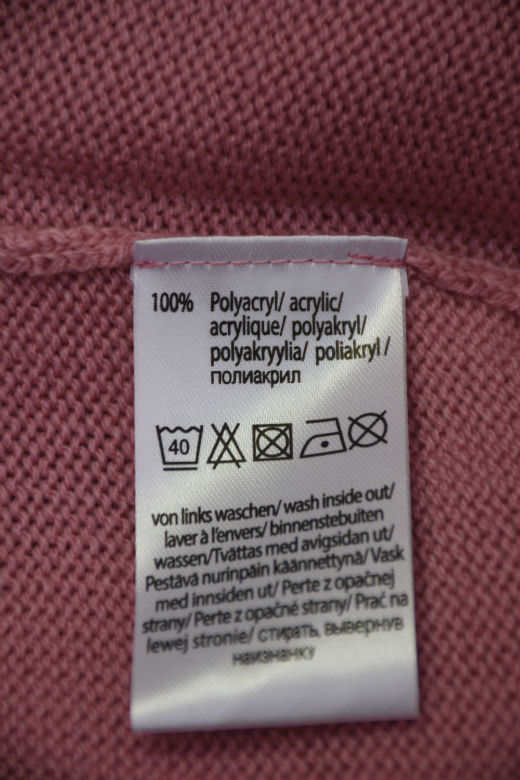 100% Polyacryl/ acrylic/
acrylique/ polyakryl/
polyakryylia/ poliakryl/
полиакрил
40
von links waschen/ wash inside out/
laver à l'envers/ binnenstebuiten
wassen/Tvättas med avigsidan ut/
Pestävä nurinpäin käännettynä/ Vask
med innsiden ut/ Perte z opačnej
strany/ Perte z opačné strany/ Prać na
lewej stronie/ стирать, вывернув
наизнанку